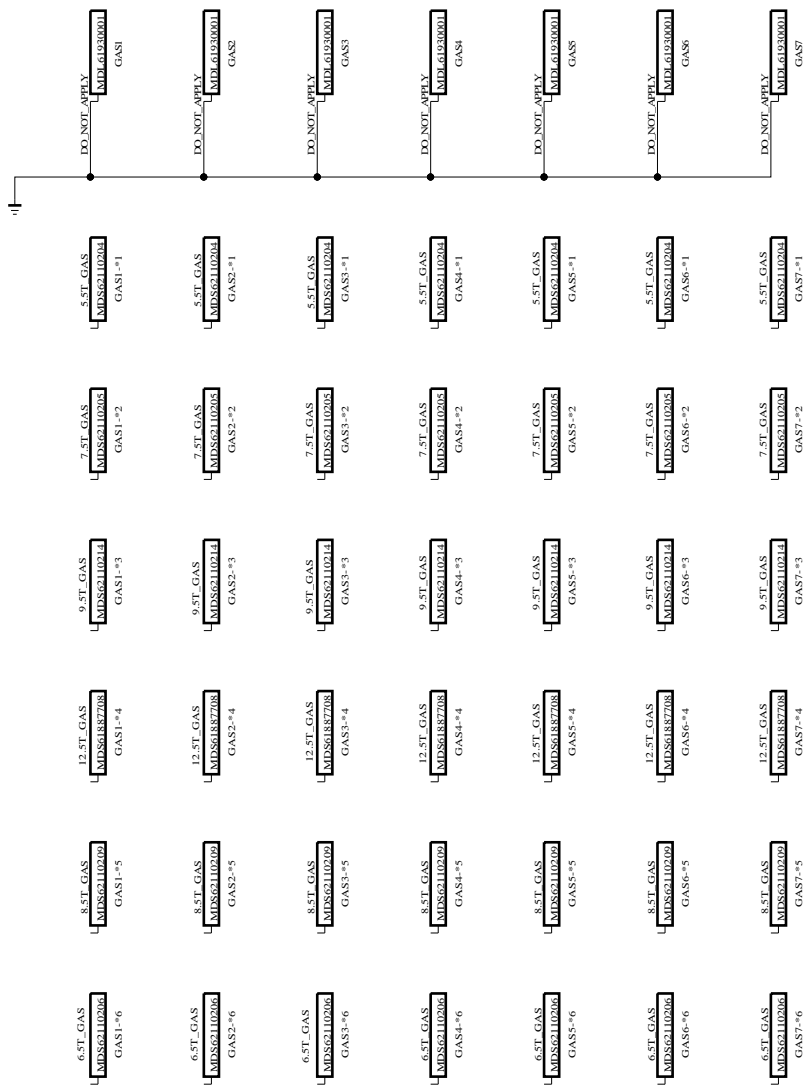 DO_NOT_APPLY
MDL61930001
GAS1
DO_NOT_APPLY
MDL61930001
GAS2
DO_NOT_APPLY
MDL61930001
GAS3
DO_NOT_APPLY
MDL61930001
GAS4
DO_NOT_APPLY
MDL61930001
GAS5
DO_NOT_APPLY
MDL61930001
GAS6
DO_NOT_APPLY
MDL61930001
GAS7
5.5T_GAS
MDS62110204
GAS1-*1
5.5T_GAS
MDS62110204
GAS2-*1
5.5T_GAS
MDS62110204
GAS3-*1
5.5T_GAS
MDS62110204
GAS4-*1
5.5T_GAS
MDS62110204
GAS5-*1
5.5T_GAS
MDS62110204
GAS6-*1
5.5T_GAS
MDS62110204
GAS7-*1
7.5T_GAS
MDS62110205
GAS1-*2
7.5T_GAS
MDS62110205
GAS2-*2
7.5T_GAS
MDS62110205
GAS3-*2
7.5T_GAS
MDS62110205
GAS4-*2
7.5T_GAS
MDS62110205
GAS5-*2
7.5T_GAS
MDS62110205
GAS6-*2
7.5T_GAS
MDS62110205
GAS7-*2
9.5T_GAS
MDS62110214
GAS1-*3
9.5T_GAS
MDS62110214
GAS2-*3
9.5T_GAS
MDS62110214
GAS3-*3
9.5T_GAS
MDS62110214
GAS4-*3
9.5T_GAS
MDS62110214
GAS5-*3
9.5T_GAS
MDS62110214
GAS6-*3
9.5T_GAS
MDS62110214
GAS7-*3
12.5T_GAS
MDS61887708
GAS1-*4
12.5T_GAS
MDS61887708
GAS2-*4
12.5T_GAS
MDS61887708
GAS3-*4
12.5T_GAS
MDS61887708
GAS4-*4
12.5T_GAS
MDS61887708
GAS5-*4
12.5T_GAS
MDS61887708
GAS6-*4
12.5T_GAS
MDS61887708
GAS7-*4
8.5T_GAS
MDS62110209
GAS1-*5
8.5T_GAS
MDS62110209
GAS2-*5
8.5T_GAS
MDS62110209
GAS3-*5
8.5T_GAS
MDS62110209
GAS4-*5
8.5T_GAS
MDS62110209
GAS5-*5
8.5T_GAS
MDS62110209
GAS6-*5
8.5T_GAS
MDS62110209
GAS7-*5
6.5T_GAS
MDS62110206
GAS1-*6
6.5T_GAS
MDS62110206
GAS2-*6
6.5T_GAS
MDS62110206
GAS3-*6
6.5T_GAS
MDS62110206
GAS4-*6
6.5T_GAS
MDS62110206
GAS5-*6
6.5T_GAS
MDS62110206
GAS6-*6
6.5T_GAS
MDS62110206
GAS7-*6